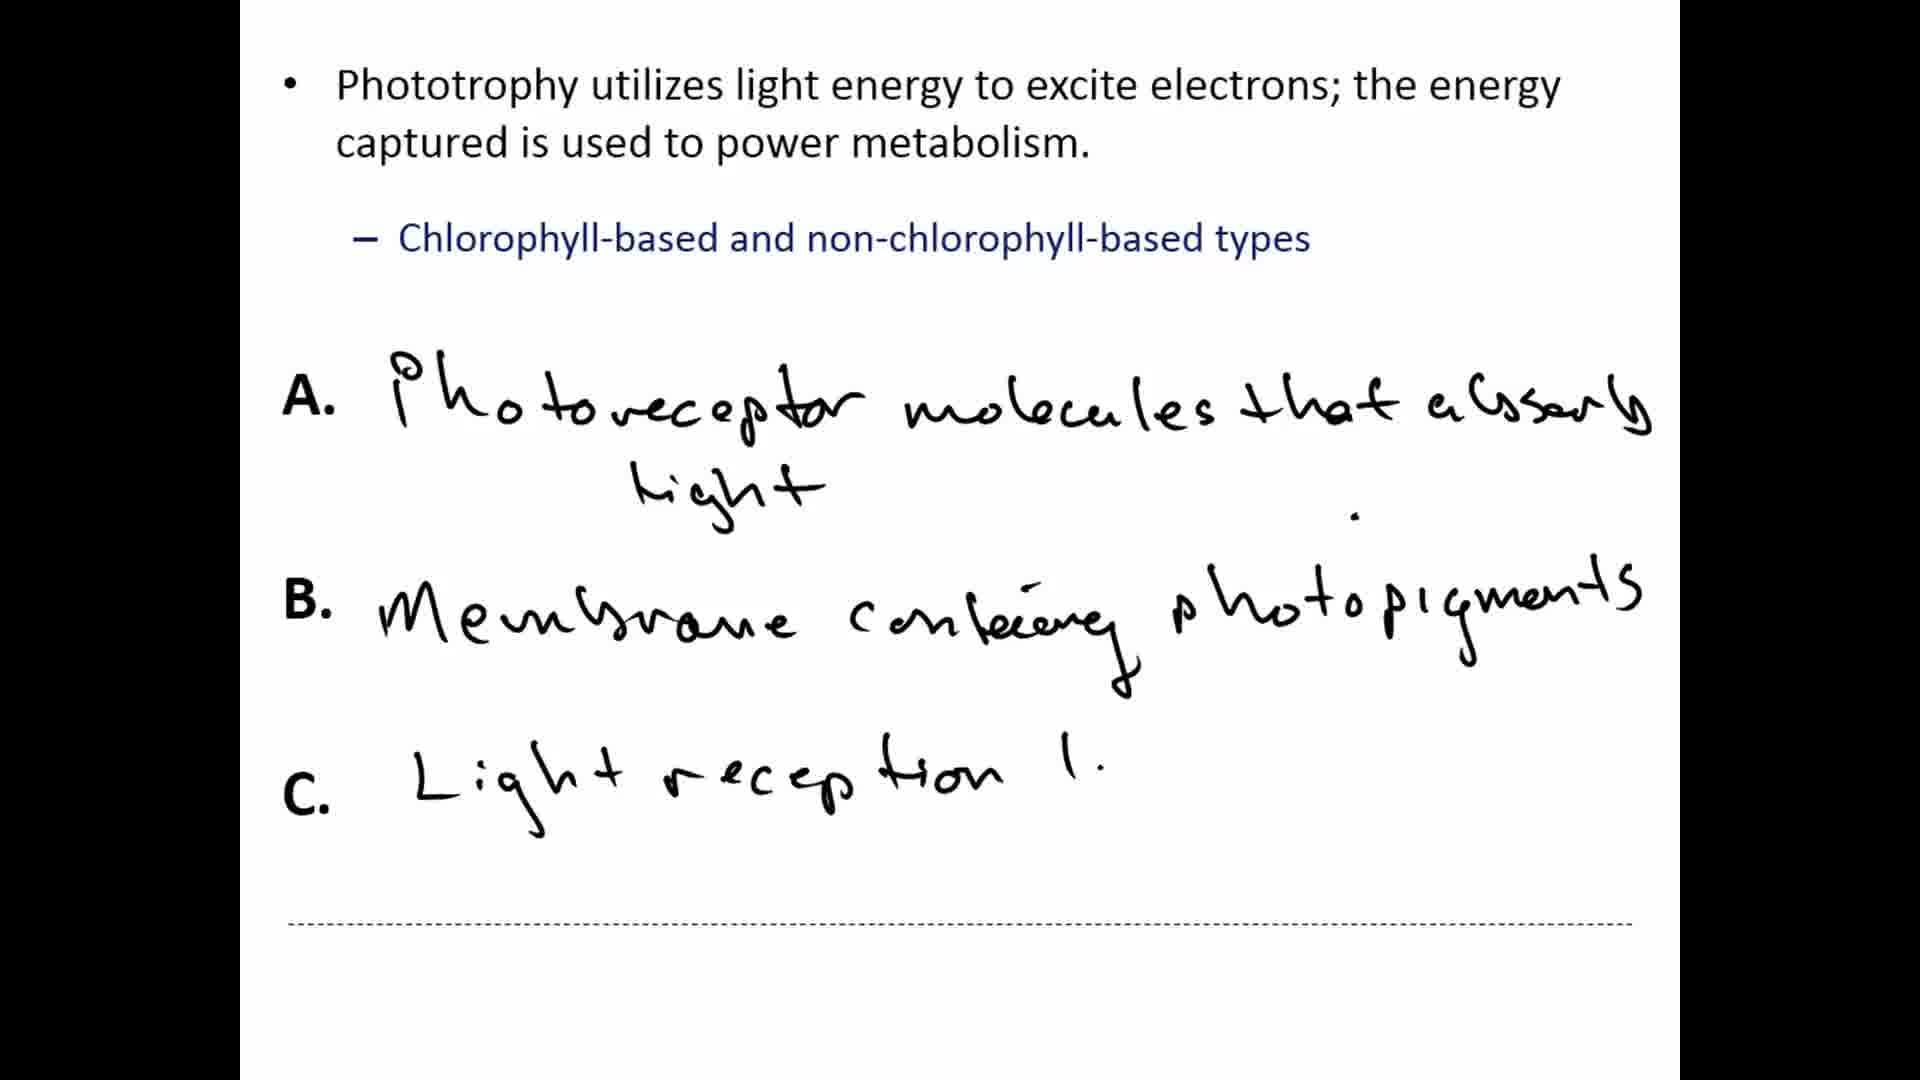 • Phototrophy utilizes light energy to excite electrons; the energy
captured is used to power metabolism.
– Chlorophyll-based and non-chlorophyll-based types
A. Photoreceptor molecules that absorb
light
B. Membrane containing photopigments
C. Light reception